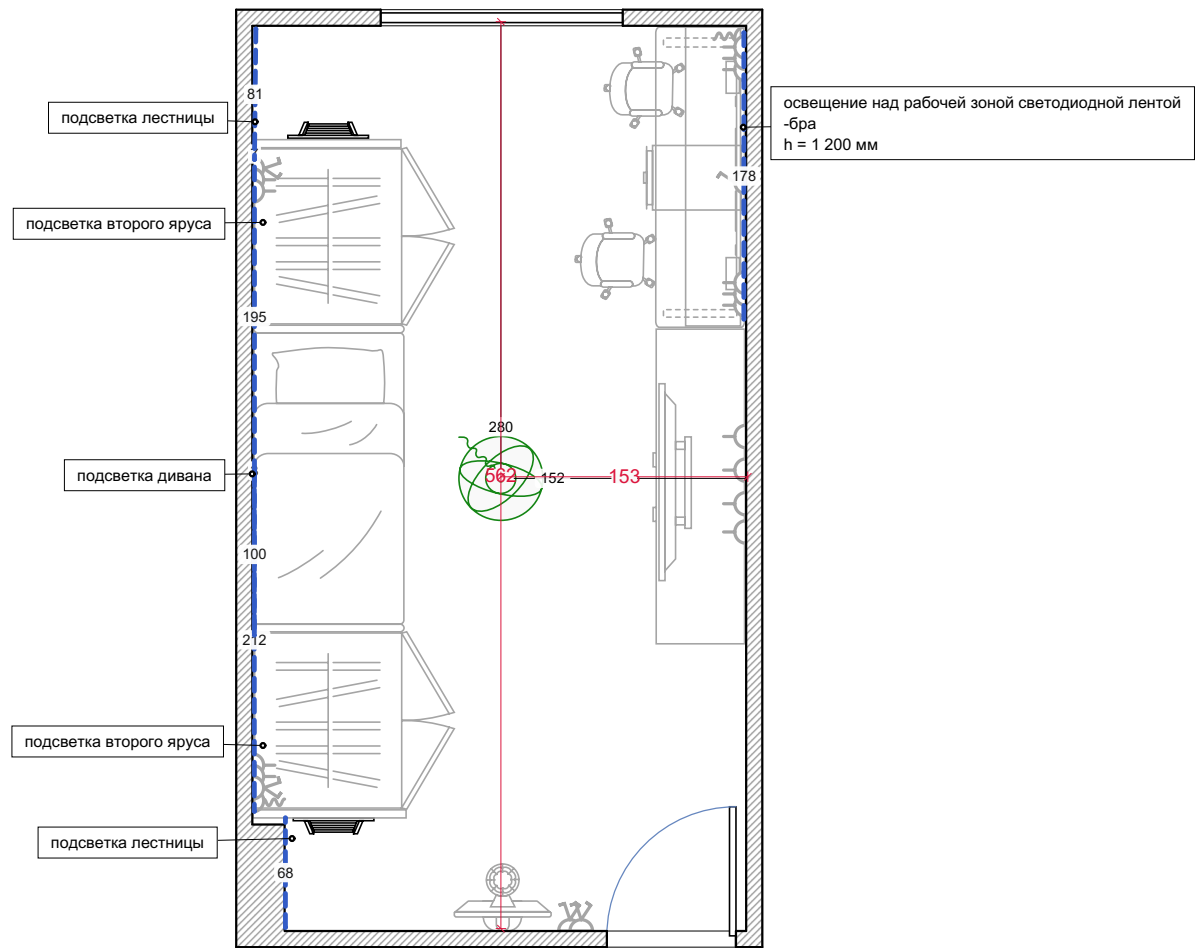 81
подсветка лестницы
освещение над рабочей зоной светодиодной лентой
-бра
h = 1 200 мм
178
подсветка второго яруса
195
280
562
152
153
подсветка дивана
100
212
подсветка второго яруса
подсветка лестницы
68